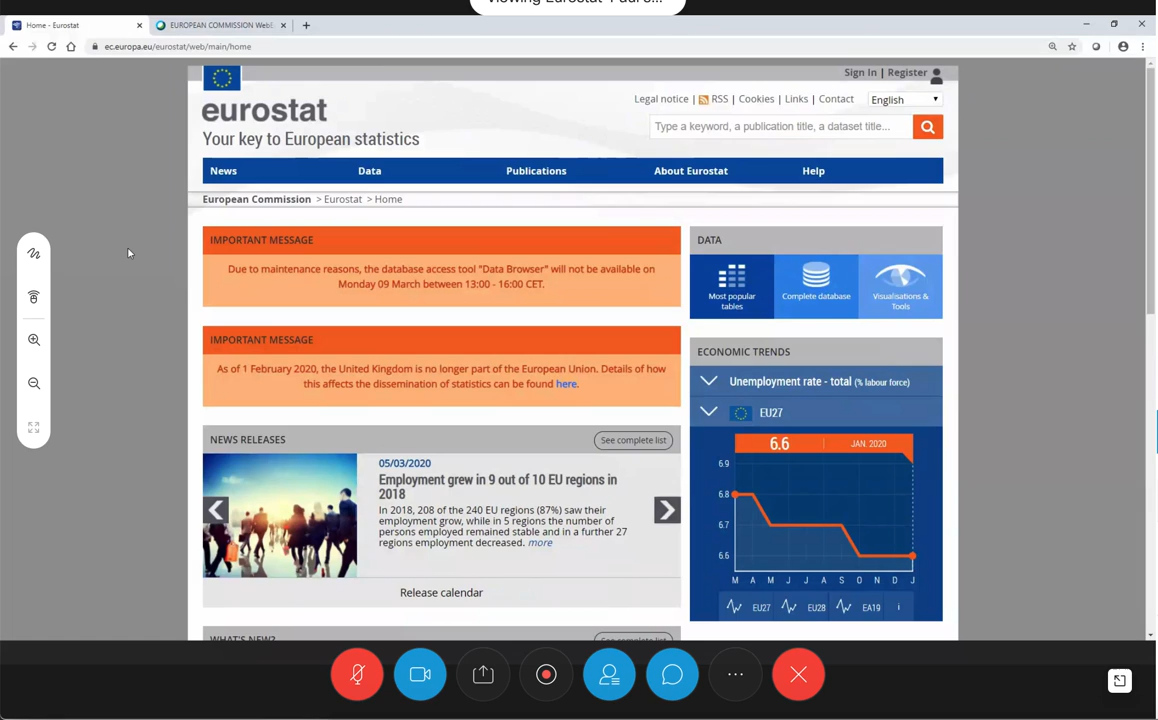 Viewing Eurostat
Home - Eurostat
EUROPEAN COMMISSION Web
ec.europa.eu/eurostat/web/main/home
Sign In | Register
Legal notice | RSS | Cookies | Links | Contact
English
eurostat
Your key to European statistics
Type a keyword, a publication title, a dataset title...
News Data Publications About Eurostat Help
European Commission > Eurostat > Home
IMPORTANT MESSAGE
Due to maintenance reasons, the database access tool "Data Browser" will not be available on
Monday 09 March between 13:00 - 16:00 CET.
IMPORTANT MESSAGE
As of 1 February 2020, the United Kingdom is no longer part of the European Union. Details of how
this affects the dissemination of statistics can be found here.
NEWS RELEASES
See complete list
05/03/2020
Employment grew in 9 out of 10 EU regions in
2018
In 2018, 208 of the 240 EU regions (87%) saw their
employment grow, while in 5 regions the number of
persons employed remained stable and in a further 27
regions employment decreased. more
Release calendar
WHAT'S NEW?
See complete list
DATA
Most popular
tables
Complete database
Visualisations &
Tools
ECONOMIC TRENDS
Unemployment rate - total (% labour force)
EU27
6.6 | JAN. 2020
6.9
6.8
6.7
6.6
M A M J J A S O N D J
EU27 EU28 EA19 i